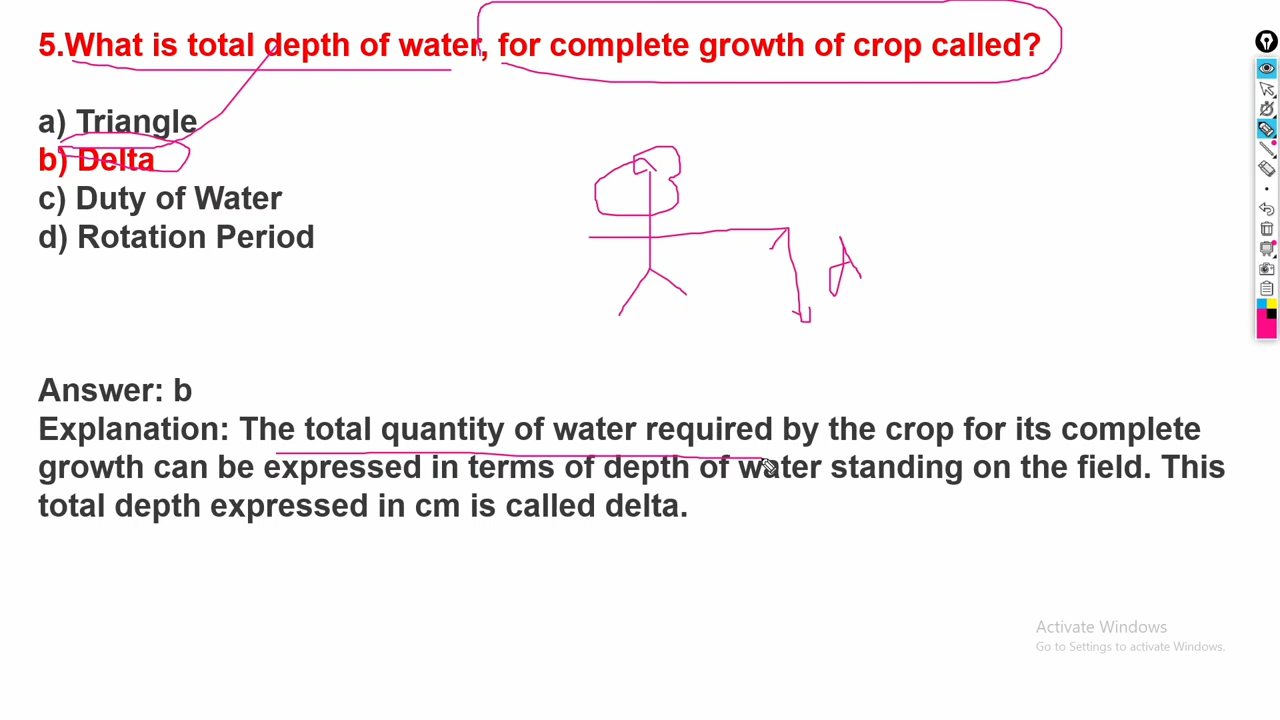 5.What is total depth of water, for complete growth of crop called?
a) Triangle
b) Delta
c) Duty of Water
d) Rotation Period
Answer: b
Explanation: The total quantity of water required by the crop for its complete
growth can be expressed in terms of depth of water standing on the field. This
total depth expressed in cm is called delta.
Activate Windows
Go to Settings to activate Windows.